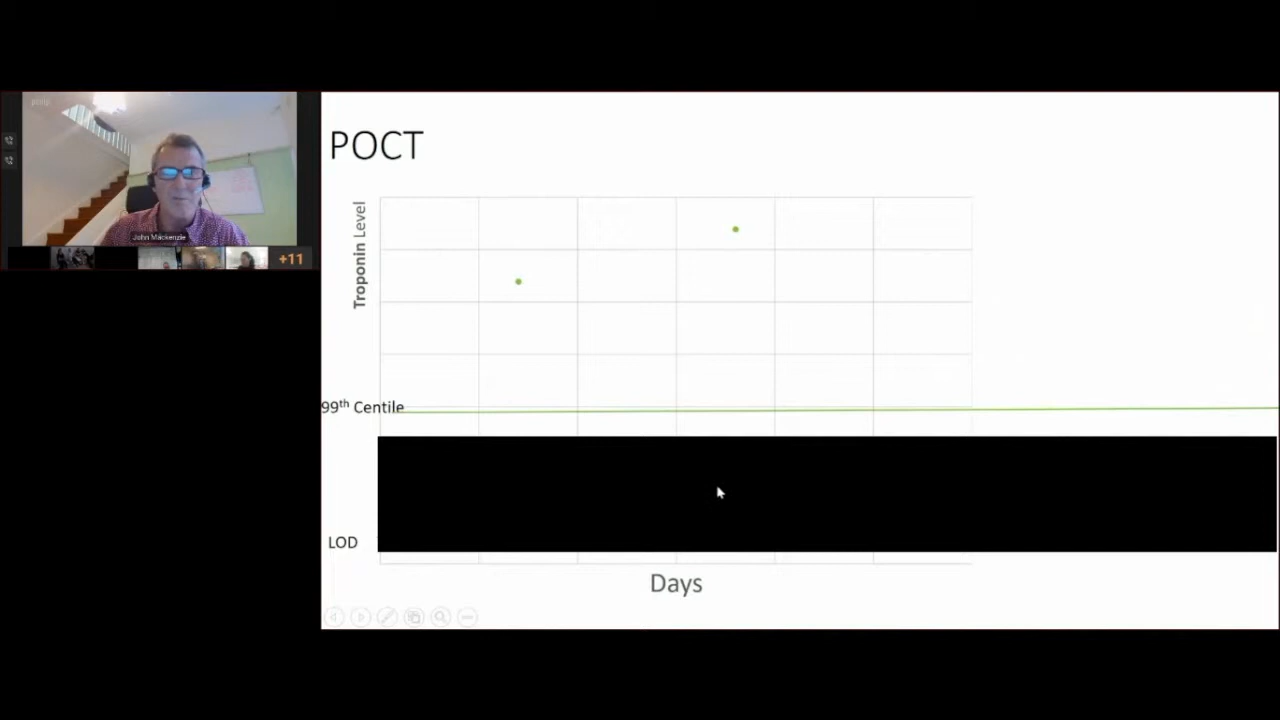 John Mackenzie
+11
POCT
Troponin Level
99th Centile
LOD
Days